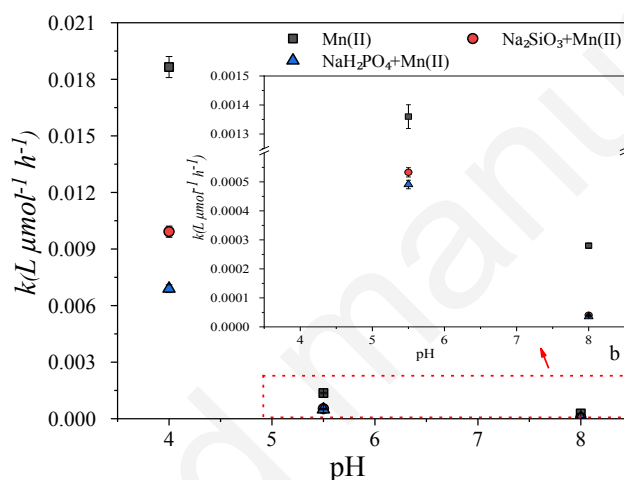 0.021
0.018
0.015
0.012
0.009
0.006
0.003
0.000
k(L μmol⁻¹ h⁻¹)
Mn(II)
Na₂SiO₃+Mn(II)
NaH₂PO₄+Mn(II)
0.0015
0.0014
0.0013
0.0005
0.0004
0.0003
0.0002
0.0001
0.0000
k(L μmol⁻¹ h⁻¹)
4 5 6 7 8
pH
b
4 5 6 7 8
pH
d manu